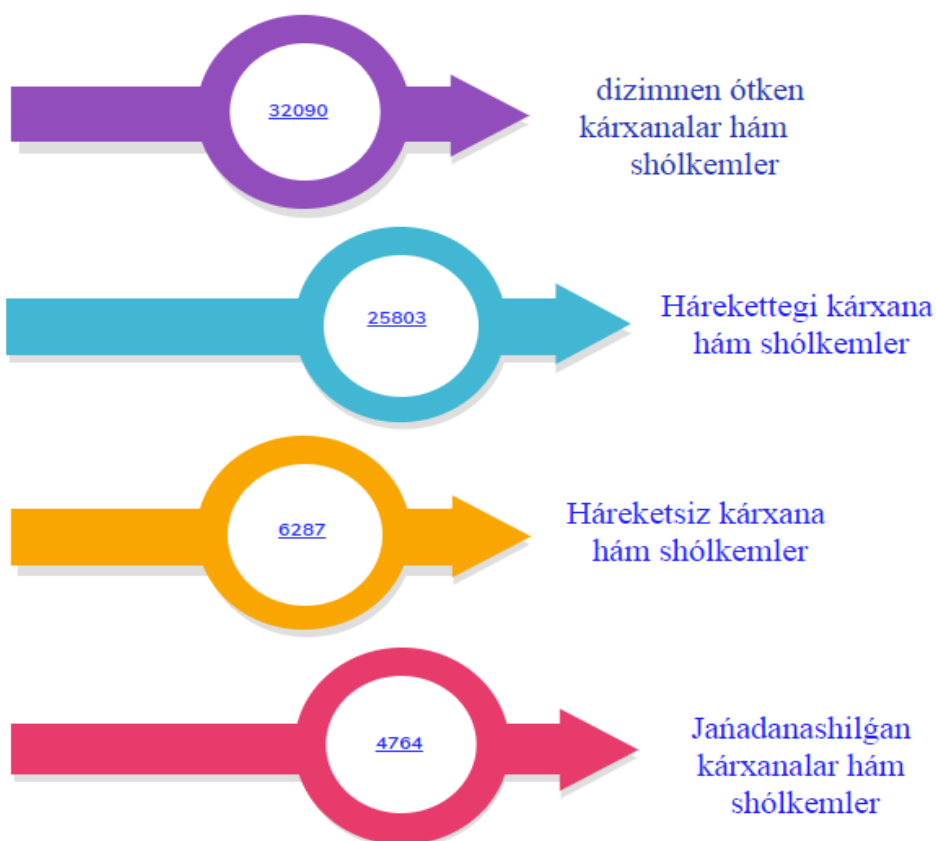 32090
dizimnen ótken
kárxanalar hám
shólkemler
25803
Hárekettegi kárxana
hám shólkemler
6287
Háreketsiz kárxana
hám shólkemler
4764
Jańadanashilǵan
kárxanalar hám
shólkemler